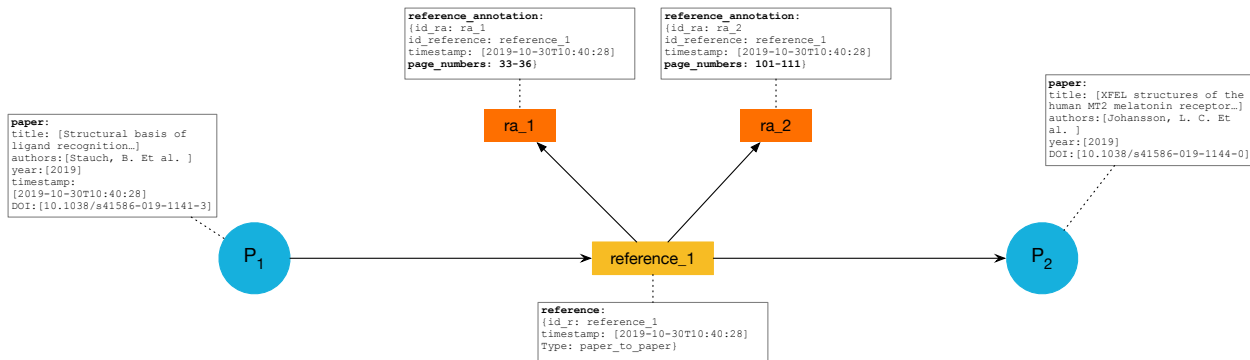 reference_annotation:
{id_ra: ra_1
id_reference: reference_1
timestamp: [2019-10-30T10:40:28]
page_numbers: 33-36}
reference_annotation:
{id_ra: ra_2
id_reference: reference_1
timestamp: [2019-10-30T10:40:28]
page_numbers: 101-111}
paper:
title: [XFEL structures of the
human MT2 melatonin receptor…]
authors:[Johansson, L. C. Et
al. ]
year:[2019]
DOI:[10.1038/s41586-019-1144-0]
paper:
title: [Structural basis of
ligand recognition…]
authors:[Stauch, B. Et al. ]
year:[2019]
timestamp:
[2019-10-30T10:40:28]
DOI:[10.1038/s41586-019-1141-3]
ra_1
ra_2
P1
reference_1
P2
reference:
{id_r: reference_1
timestamp: [2019-10-30T10:40:28]
Type: paper_to_paper}